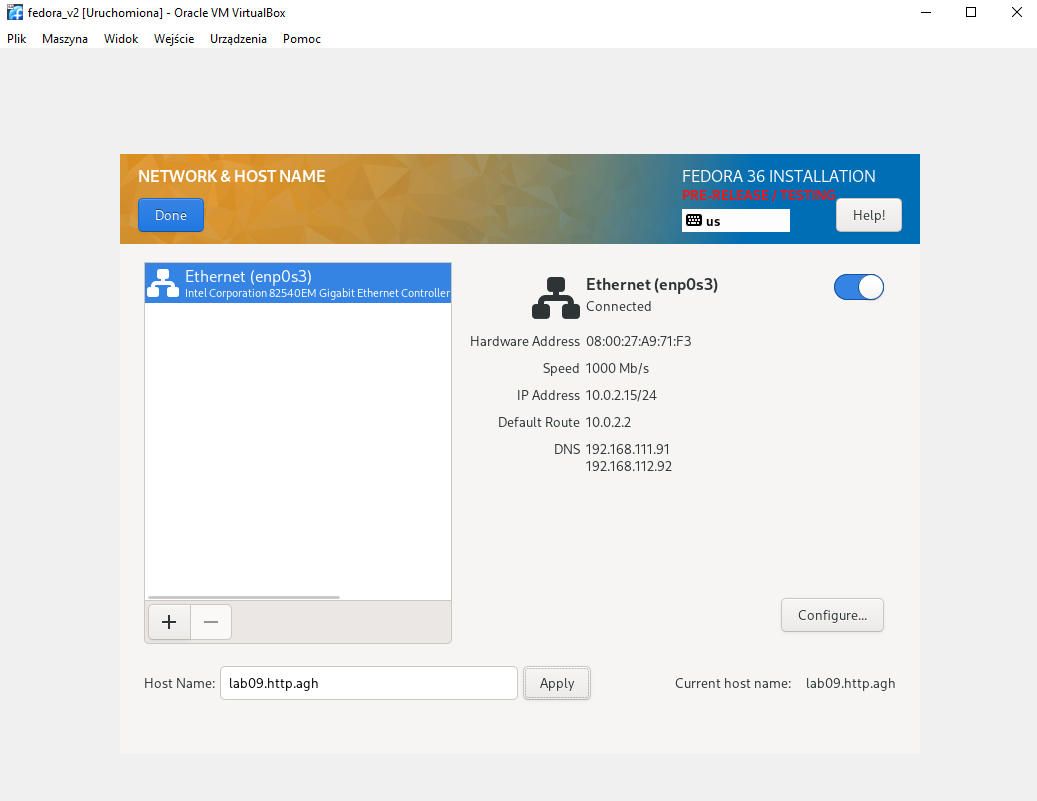 fedora_v2 [Uruchomiona] - Oracle VM VirtualBox
Plik Maszyna Widok Wejście Urządzenia Pomoc
NETWORK & HOST NAME
Done
FEDORA 36 INSTALLATION
PRE-RELEASE / TESTING
us
Help!
Ethernet (enp0s3)
Intel Corporation 82540EM Gigabit Ethernet Controller
Ethernet (enp0s3)
Connected
Hardware Address 08:00:27:A9:71:F3
Speed 1000 Mb/s
IP Address 10.0.2.15/24
Default Route 10.0.2.2
DNS 192.168.111.91
192.168.112.92
Configure...
Host Name: lab09.http.agh Apply Current host name: lab09.http.agh